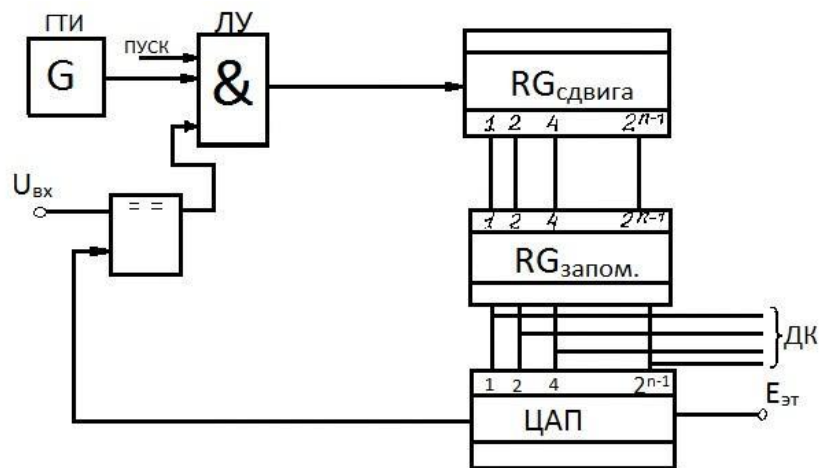 ГТИ
ЛУ
ПУСК
G
&
RGсдвига
1 2 4 2ⁿ⁻¹
Uвх
= =
1 2 4 2ⁿ⁻¹
RGзапом.
ДК
1 2 4 2ⁿ⁻¹
Eэт
ЦАП